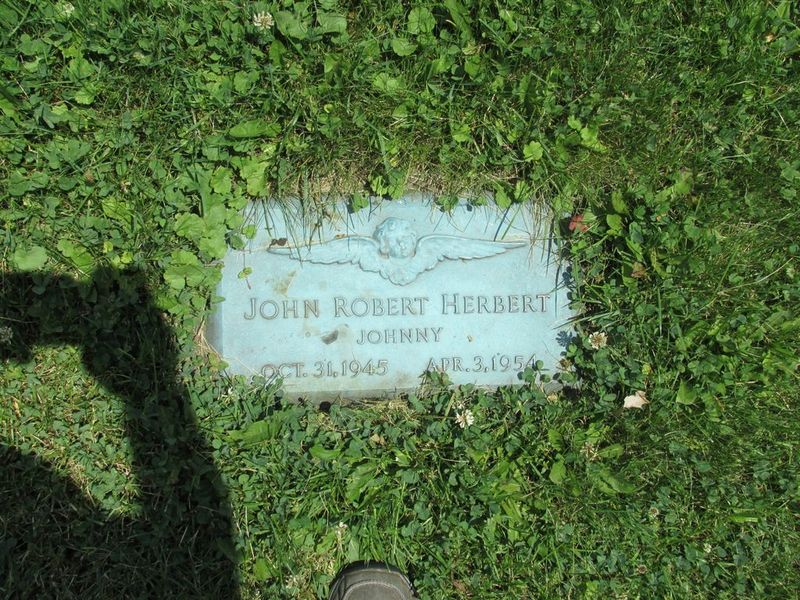 JOHN ROBERT HERBERT
JOHNNY
OCT. 31, 1945 APR. 3, 1954